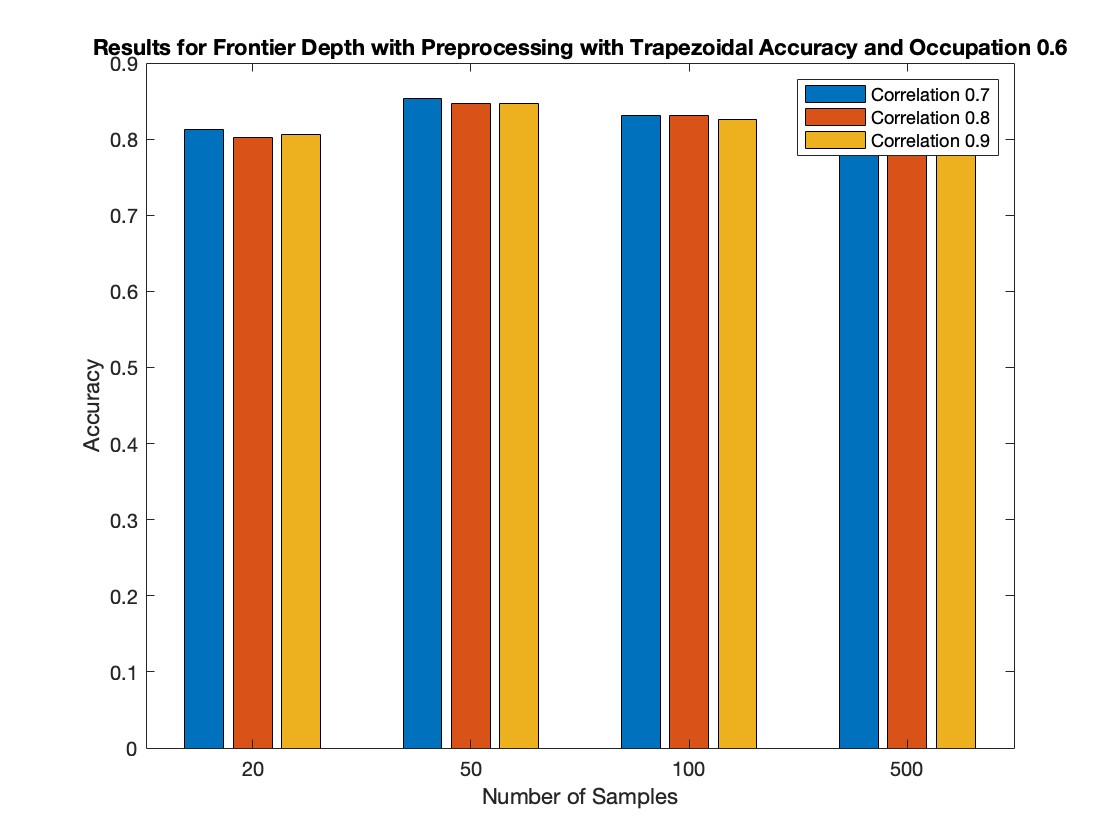 Results for Frontier Depth with Preprocessing with Trapezoidal Accuracy and Occupation 0.6
0.9
0.8
0.7
0.6
0.5
0.4
0.3
0.2
0.1
0
Accuracy
Correlation 0.7
Correlation 0.8
Correlation 0.9
20
50
100
500
Number of Samples